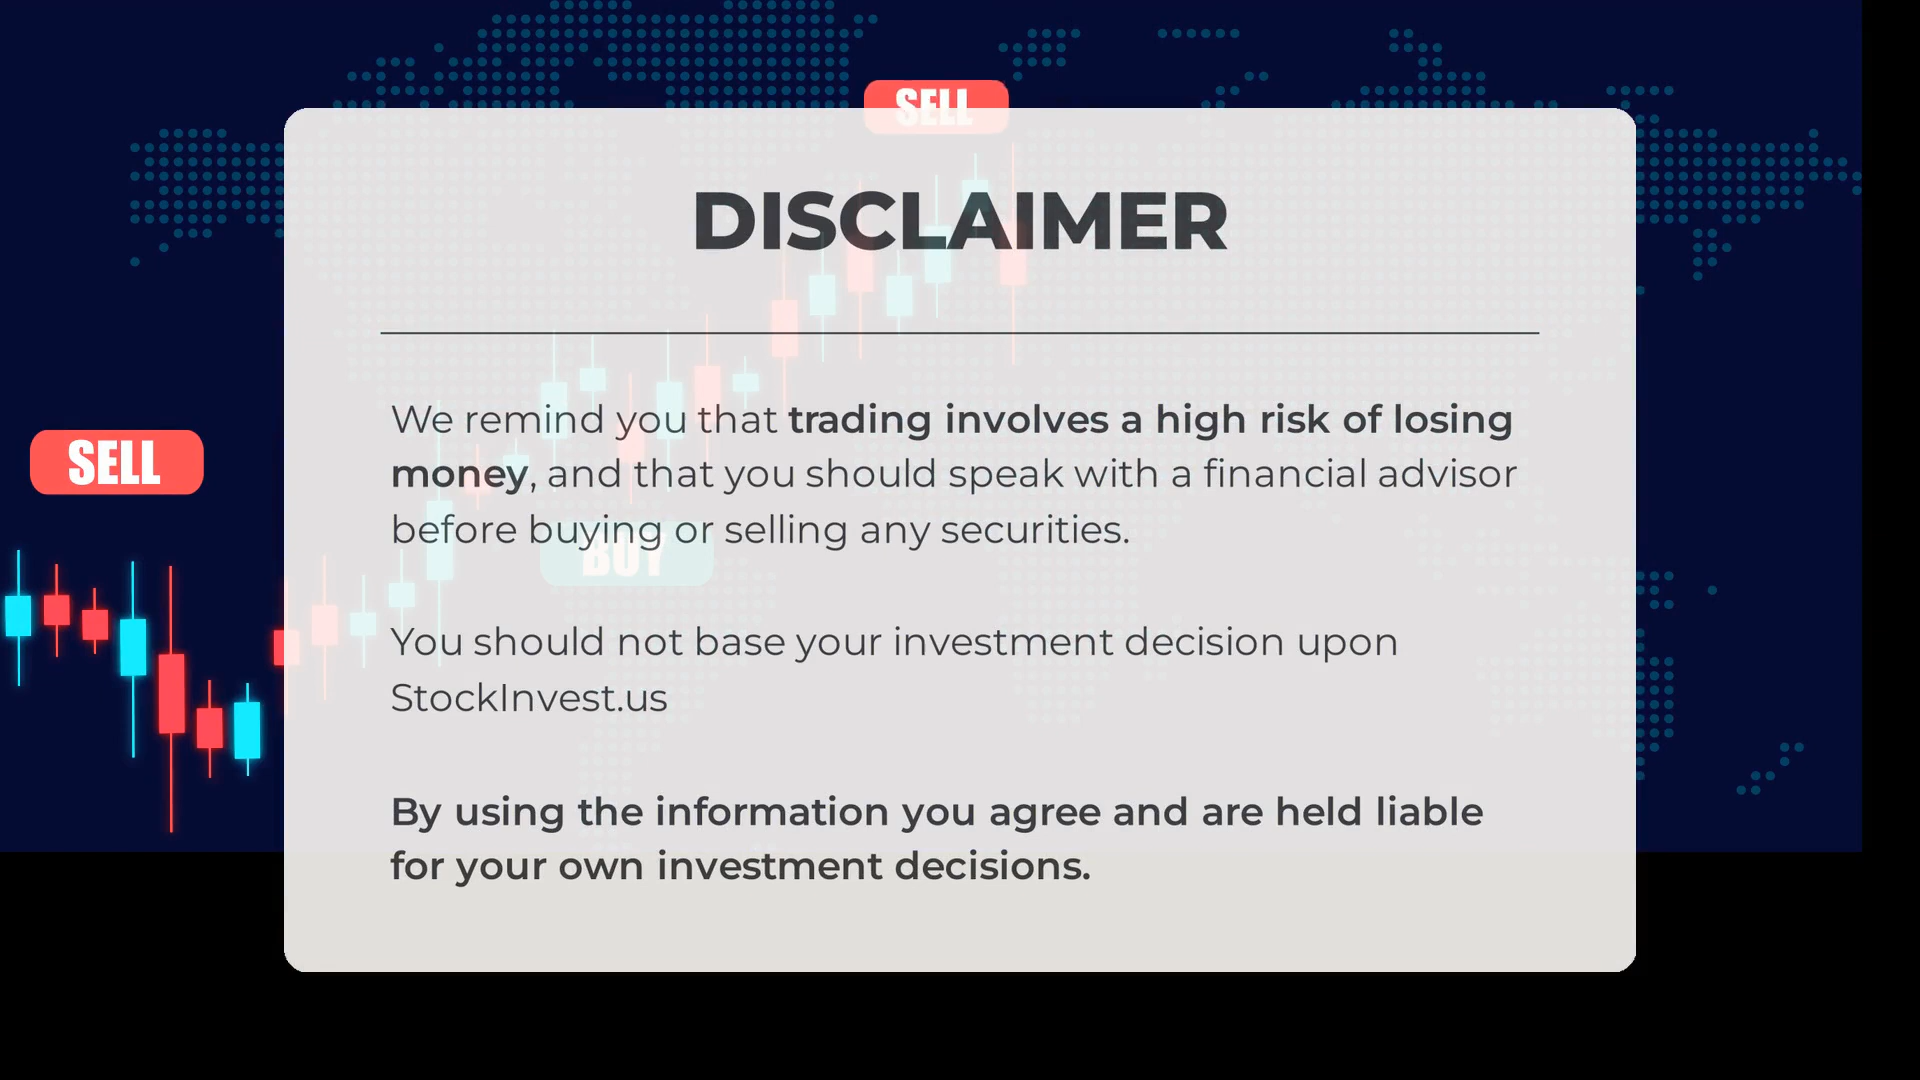 SELL
DISCLAIMER
We remind you that trading involves a high risk of losing
money, and that you should speak with a financial advisor
before buying or selling any securities.
SELL
BUY
You should not base your investment decision upon
StockInvest.us
By using the information you agree and are held liable
for your own investment decisions.